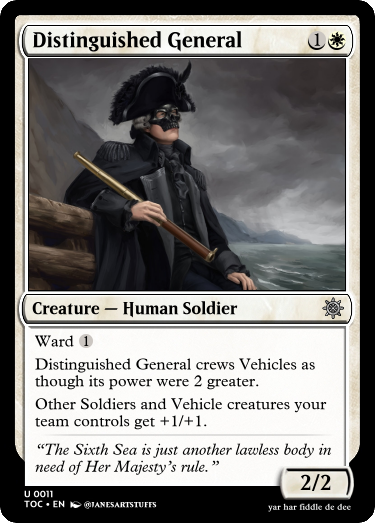 Distinguished General 1
Creature — Human Soldier
Ward 1
Distinguished General crews Vehicles as
though its power were 2 greater.
Other Soldiers and Vehicle creatures your
team controls get +1/+1.
“The Sixth Sea is just another lawless body in
need of Her Majesty’s rule.”
2/2
U 0011
TOC • EN @JANESARTSTUFFS
yar har fiddle de dee